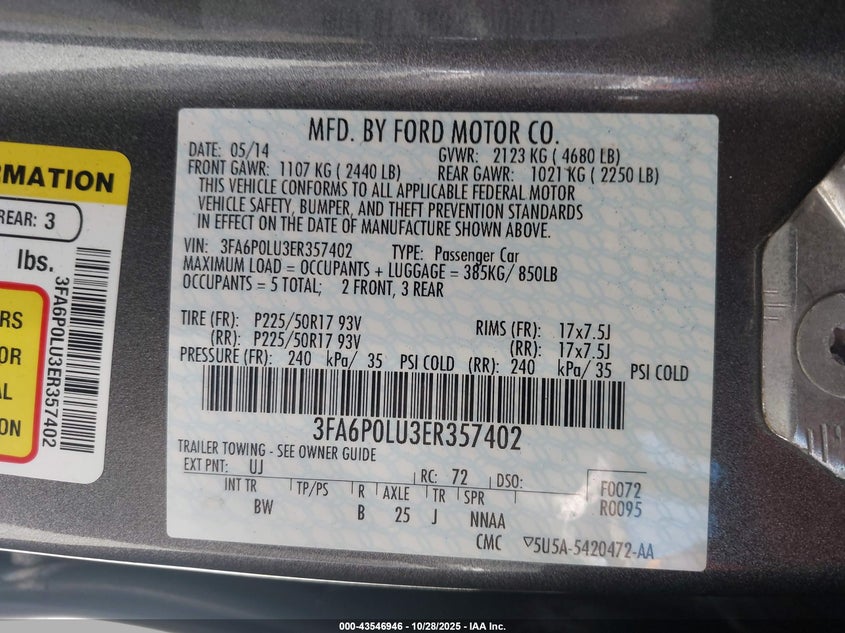 RMATION
REAR: 3
lbs.
RS
OR
AL
ON
3FA6P0LU3ER357402
MFD. BY FORD MOTOR CO.
DATE: 05/14 GVWR: 2123 KG ( 4680 LB)
FRONT GAWR: 1107 KG ( 2440 LB) REAR GAWR: 1021 KG ( 2250 LB)
THIS VEHICLE CONFORMS TO ALL APPLICABLE FEDERAL MOTOR
VEHICLE SAFETY, BUMPER, AND THEFT PREVENTION STANDARDS
IN EFFECT ON THE DATE OF MANUFACTURE SHOWN ABOVE.
VIN: 3FA6P0LU3ER357402 TYPE: Passenger Car
MAXIMUM LOAD = OCCUPANTS + LUGGAGE = 385KG/ 850LB
OCCUPANTS = 5 TOTAL; 2 FRONT, 3 REAR
TIRE (FR): P225/50R17 93V RIMS (FR): 17x7.5J
(RR): P225/50R17 93V (RR): 17x7.5J
PRESSURE (FR): 240 kPa/ 35 PSI COLD (RR): 240 kPa/ 35 PSI COLD
3FA6P0LU3ER357402
TRAILER TOWING - SEE OWNER GUIDE
EXT PNT: UJ RC: 72 DSO:
INT TR TP/PS R AXLE TR SPR F0072
BW B 25 J NNAA R0095
CMC ▽5U5A-5420472-AA
000-43546946 - 10/28/2025 - IAA Inc.